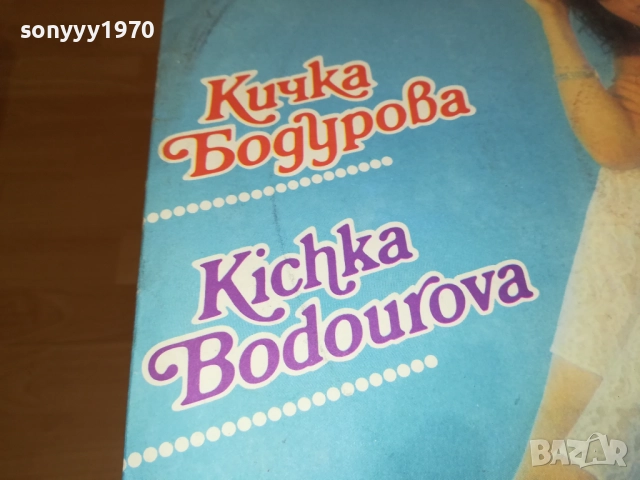 sonyyy1970
Кичка
Бодурова
Kichka
Bodourova
BAZAR